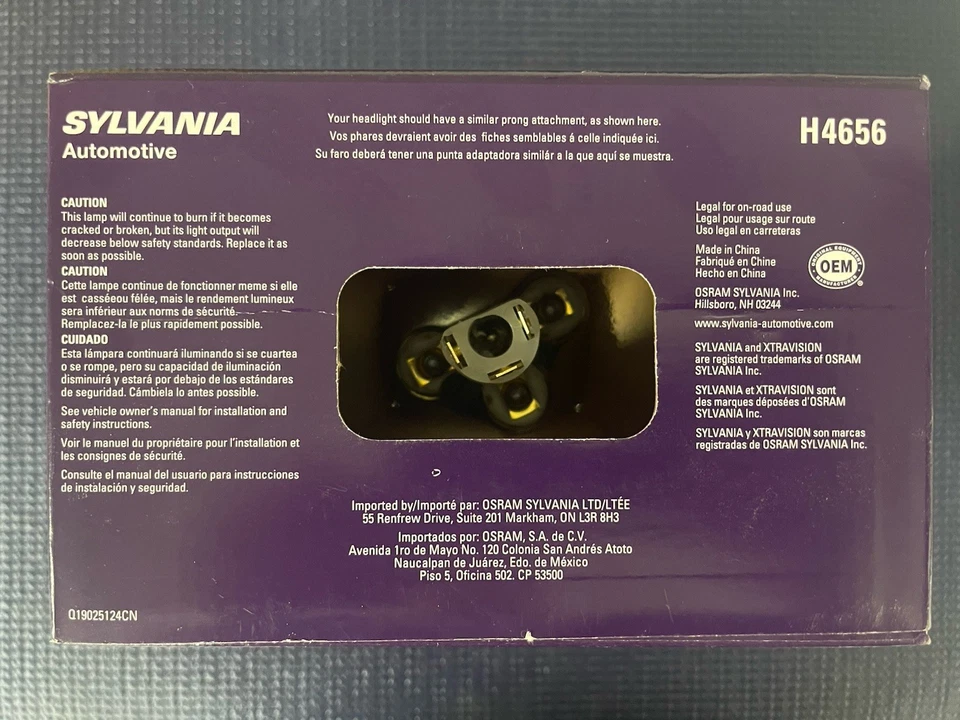 SYLVANIA
Automotive
Your headlight should have a similar prong attachment, as shown here.
Vos phares devraient avoir des fiches semblables á celle indiquée ici.
Su faro deberá tener una punta adaptadora similár a la que aquí se muestra.
H4656
CAUTION
This lamp will continue to burn if it becomes
cracked or broken, but its light output will
decrease below safety standards. Replace it as
soon as possible.
CAUTION
Cette lampe continue de fonctionner meme si elle
est casséeou félée, mais le rendement lumineux
sera inférieur aux norms de sécurité.
Remplacez-la le plus rapidement possible.
CUIDADO
Esta lámpara continuará iluminando si se cuartea
o se rompe, pero su capacidad de iluminación
disminuirá y estará por debajo de los estándares
de seguridad. Cámbiela lo antes possible.
See vehicle owner's manual for installation and
safety instructions.
Voir le manuel du propriétaire pour l'installation et
les consignes de sécurité.
Consulte el manual del usuario para instrucciones
de instalación y seguridad.
Legal for on-road use
Legal pour usage sur route
Uso legal en carreteras
Made in China
Fabriqué en Chine
Hecho en China
ORIGINAL EQUIPMENT
OEM
MANUFACTURER
®
OSRAM SYLVANIA Inc.
Hillsboro, NH 03244
www.sylvania-automotive.com
SYLVANIA and XTRAVISION
are registered trademarks of OSRAM
SYLVANIA Inc.
SYLVANIA et XTRAVISION sont
des marques déposées d'OSRAM
SYLVANIA Inc.
SYLVANIA y XTRAVISION son marcas
registradas de OSRAM SYLVANIA Inc.
Imported by/Importé par: OSRAM SYLVANIA LTD/LTÉE
55 Renfrew Drive, Suite 201 Markham, ON L3R 8H3
Importados por: OSRAM, S.A. de C.V.
Avenida 1ro de Mayo No. 120 Colonia San Andrés Atoto
Naucalpan de Juárez, Edo. de México
Piso 5, Oficina 502. CP 53500
Q19025124CN